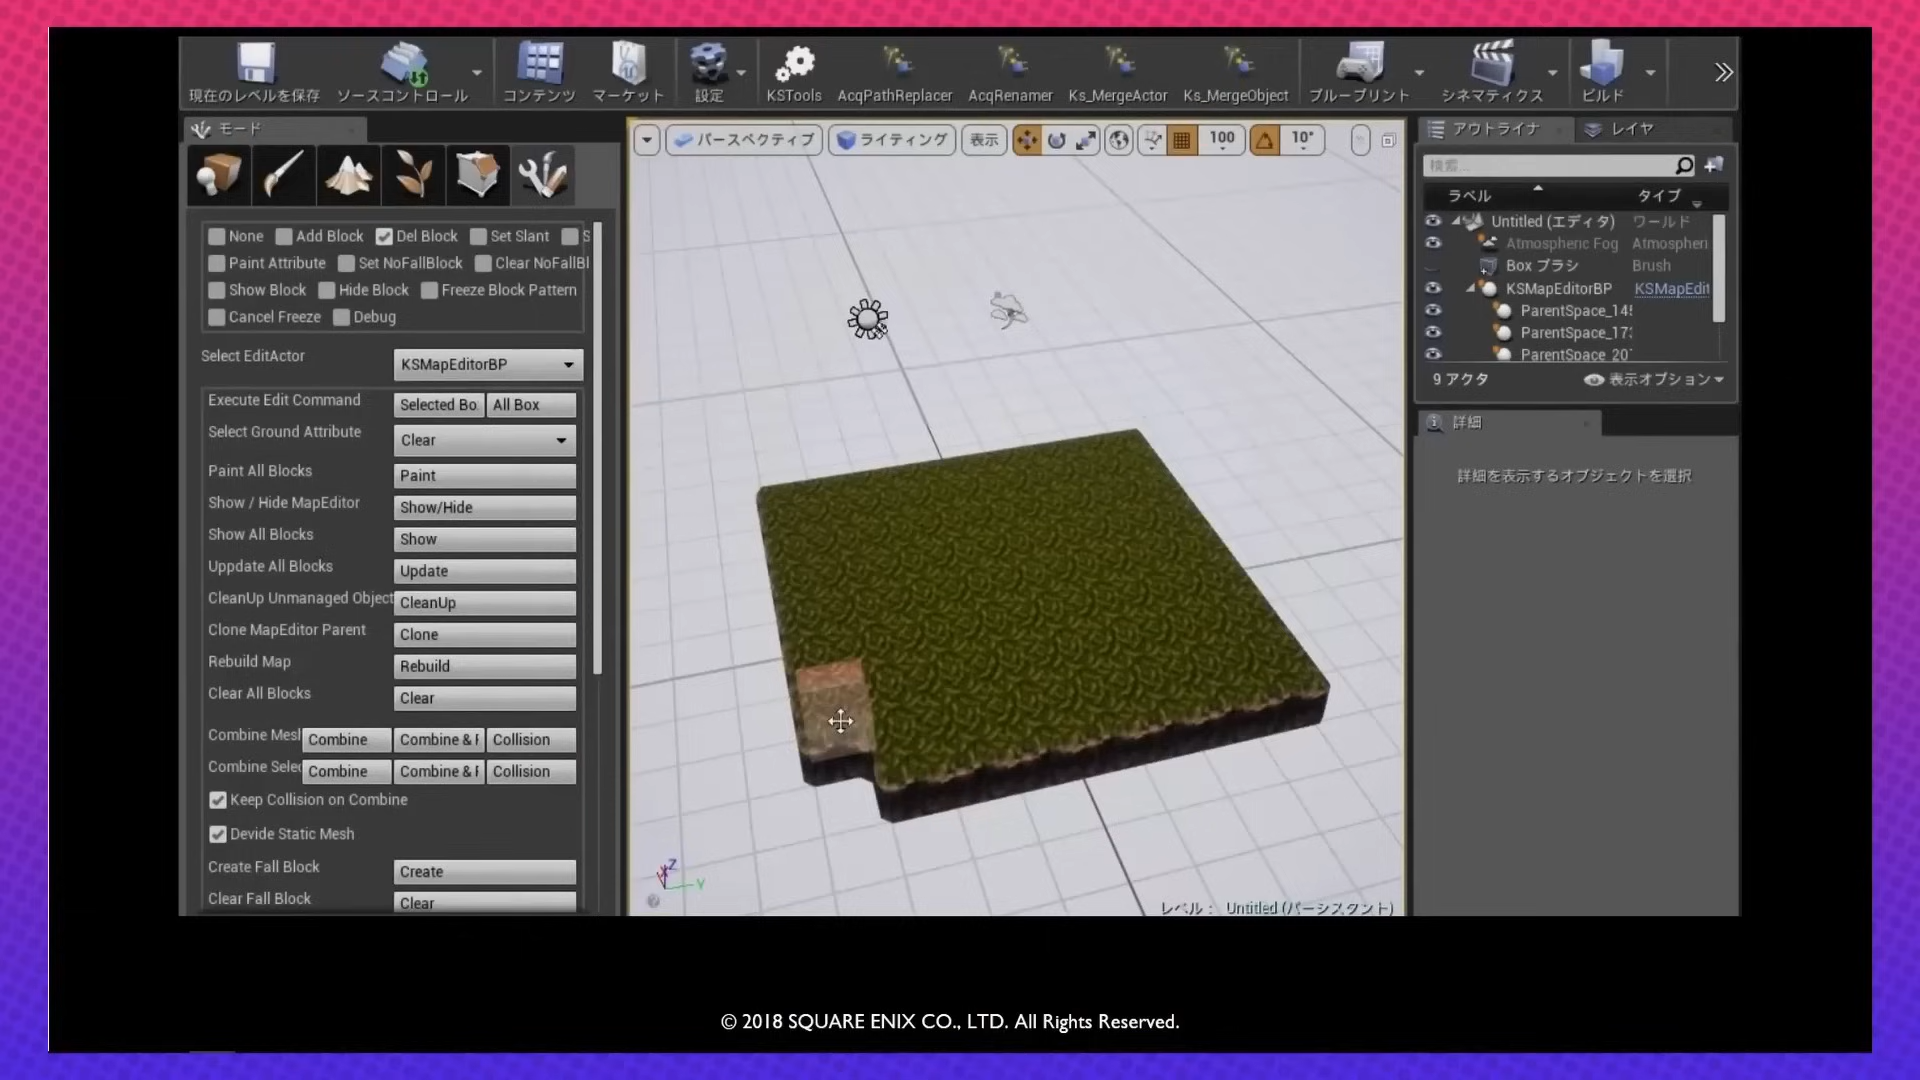 現在のレベルを保存
ソースコントロール
コンテンツ
マーケット
設定
KSTools
AcqPathReplacer
AcqRenamer
Ks_MergeActor
Ks_MergeObject
ブループリント
シネマティクス
ビルド
モード
None
Add Block
Del Block
Set Slant
S
Paint Attribute
Set NoFallBlock
Clear NoFallBl
Show Block
Hide Block
Freeze Block Pattern
Cancel Freeze
Debug
Select EditActor
KSMapEditorBP
Execute Edit Command
Selected Bo
All Box
Select Ground Attribute
Clear
Paint All Blocks
Paint
Show / Hide MapEditor
Show/Hide
Show All Blocks
Show
Uppdate All Blocks
Update
CleanUp Unmanaged Object
CleanUp
Clone MapEditor Parent
Clone
Rebuild Map
Rebuild
Clear All Blocks
Clear
Combine Mesh
Combine
Combine & F
Collision
Combine Selec
Combine
Combine & F
Collision
Keep Collision on Combine
Devide Static Mesh
Create Fall Block
Create
Clear Fall Block
Clear
パースペクティブ
ライティング
表示
100
10°
Z
X
Y
レベル： Untitled (パーシスタント)
アウトライナ
レイヤ
検索...
ラベル
タイプ
Untitled (エディタ)
ワールド
Atmospheric Fog
Atmospheri
Box ブラシ
Brush
KSMapEditorBP
KSMapEdit
ParentSpace_145
ParentSpace_173
ParentSpace_20
9 アクタ
表示オプション
詳細
詳細を表示するオブジェクトを選択
© 2018 SQUARE ENIX CO., LTD. All Rights Reserved.